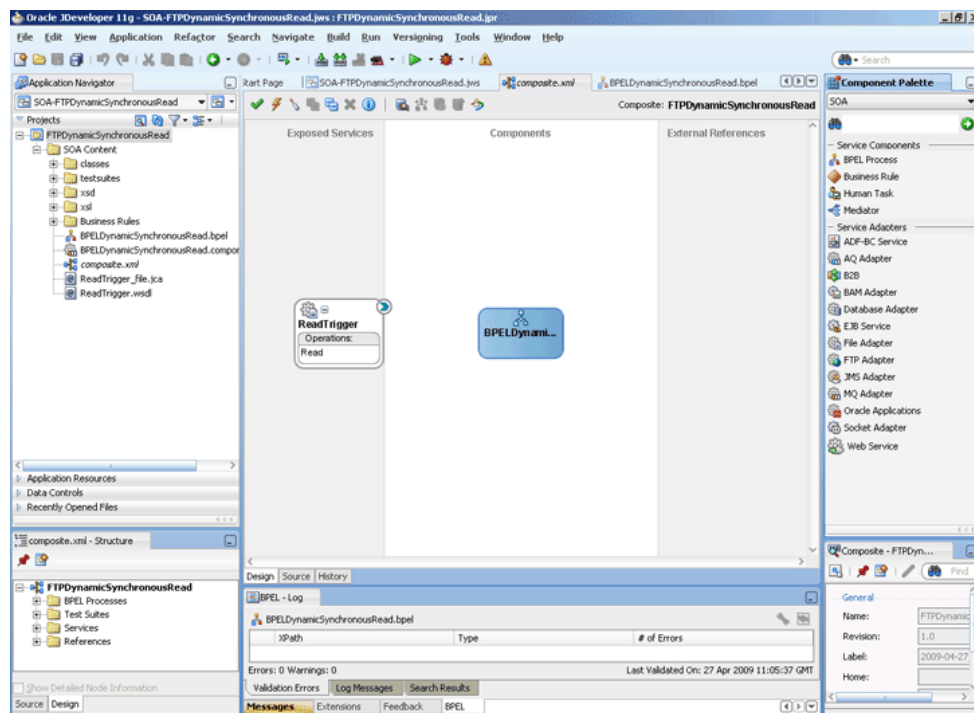 Oracle JDeveloper 11g - SOA-FTPDynamicSynchronousRead.jws : FTPDynamicSynchronousRead.jpr
File Edit View Application Refactor Search Navigate Build Run Versioning Tools Window Help
Search
Application Navigator
SOA-FTPDynamicSynchronousRead
Projects
FTPDynamicSynchronousRead
SOA Content
classes
testsuites
xsd
xsl
Business Rules
BPELDynamicSynchronousRead.bpel
BPELDynamicSynchronousRead.compor
composite.xml
ReadTrigger_file.jca
ReadTrigger.wsdl
Application Resources
Data Controls
Recently Opened Files
composite.xml - Structure
FTPDynamicSynchronousRead
BPEL Processes
Test Suites
Services
References
Show Detailed Node Information
Source Design
tart Page SOA-FTPDynamicSynchronousRead.jws composite.xml BPELDynamicSynchronousRead.bpel
Composite: FTPDynamicSynchronousRead
Exposed Services Components External References
ReadTrigger
Operations:
Read
BPELDynami...
Design Source History
BPEL - Log
BPELDynamicSynchronousRead.bpel
XPath Type # of Errors
Errors: 0 Warnings: 0 Last Validated On: 27 Apr 2009 11:05:37 GMT
Validation Errors Log Messages Search Results
Messages Extensions Feedback BPEL
Component Palette
SOA
Service Components
BPEL Process
Business Rule
Human Task
Mediator
Service Adapters
ADF-BC Service
AQ Adapter
B2B
BAM Adapter
Database Adapter
EJB Service
File Adapter
FTP Adapter
JMS Adapter
MQ Adapter
Oracle Applications
Socket Adapter
Web Service
Composite - FTPDyn...
Find
General
Name: FTPDynamic
Revision: 1.0
Label: 2009-04-27
Home: